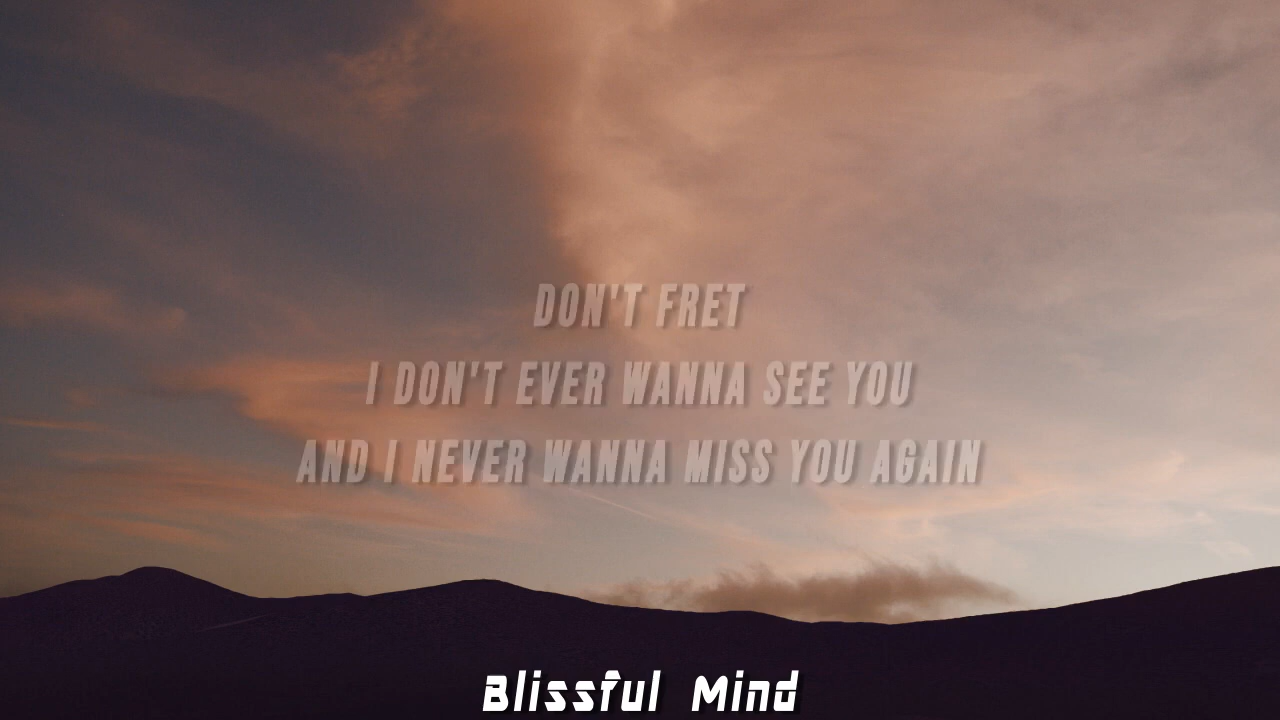 DON'T FRET
I DON'T EVER WANNA SEE YOU
AND I NEVER WANNA MISS YOU AGAIN
Blissful Mind